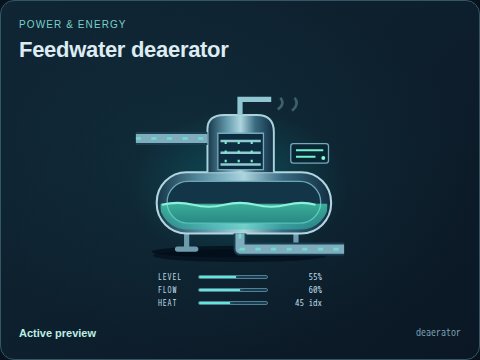 POWER & ENERGY
Feedwater deaerator
LEVEL 55%
FLOW 60%
HEAT 45 idx
Active preview
deaerator